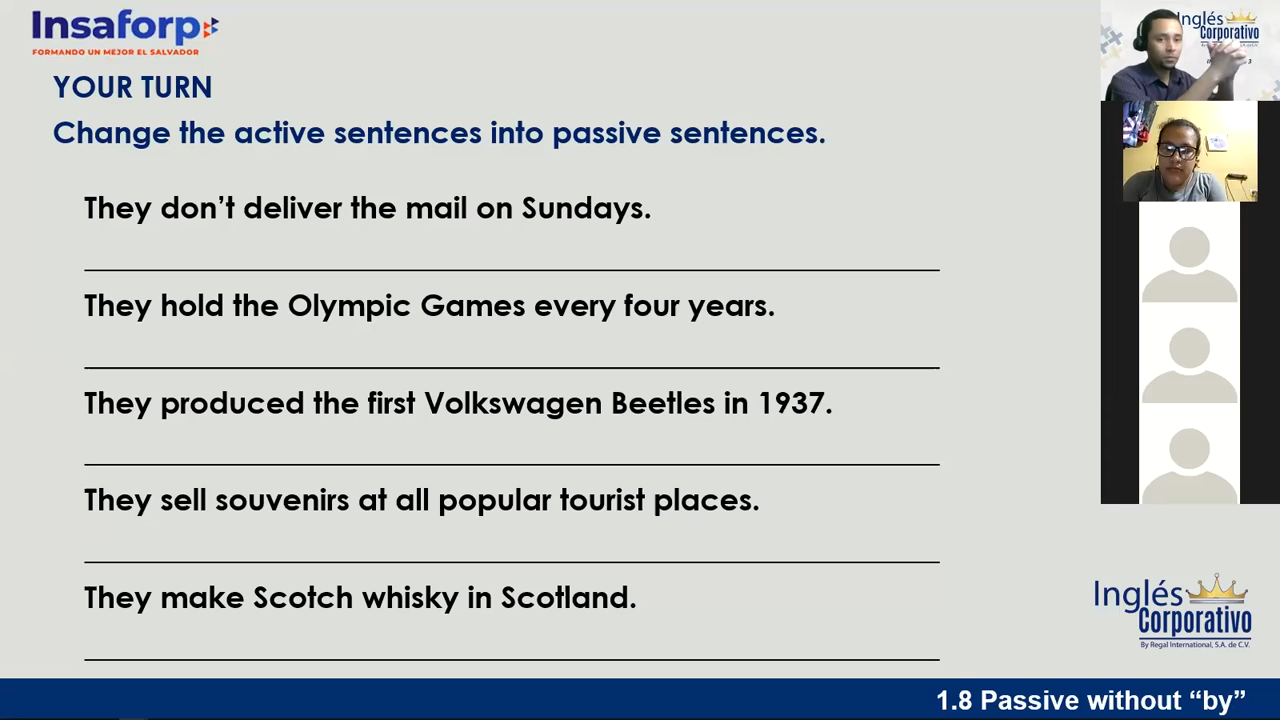 Insaforp
FORMANDO UN MEJOR EL SALVADOR
YOUR TURN
Change the active sentences into passive sentences.
They don’t deliver the mail on Sundays.
They hold the Olympic Games every four years.
They produced the first Volkswagen Beetles in 1937.
They sell souvenirs at all popular tourist places.
They make Scotch whisky in Scotland.
Inglés
Corporativo
Inglés
Corporativo
By Regal International, S.A. de C.V.
1.8 Passive without “by”